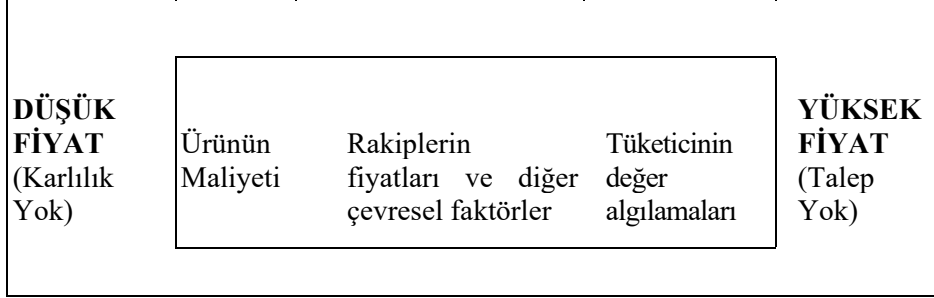 DÜŞÜK
FİYAT
(Karlılık
Yok)
Ürünün
Maliyeti
Rakiplerin
fiyatları ve diğer
çevresel faktörler
Tüketicinin
değer
algılamaları
YÜKSEK
FİYAT
(Talep
Yok)